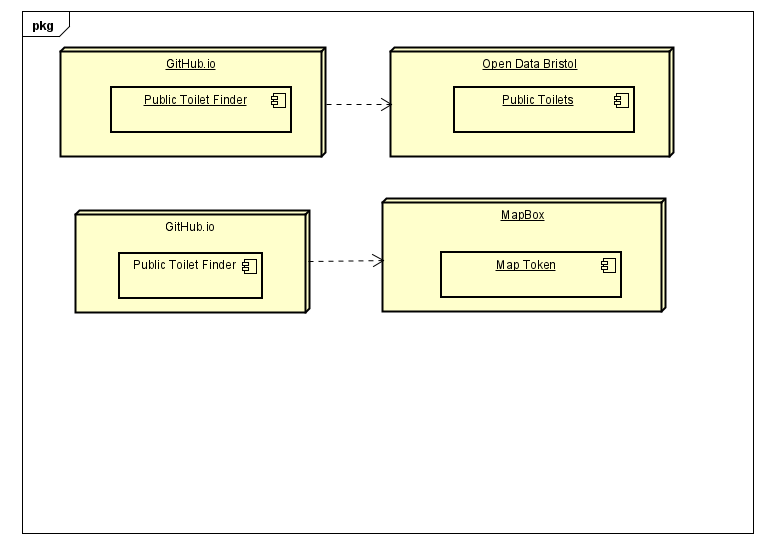 pkg
GitHub.io
Public Toilet Finder
Open Data Bristol
Public Toilets
GitHub.io
Public Toilet Finder
MapBox
Map Token